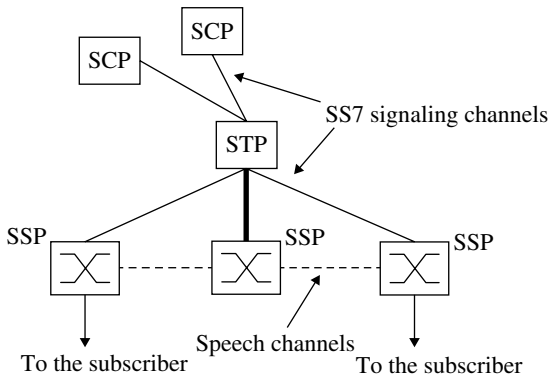 SCP
SCP
SS7 signaling channels
STP
SSP
SSP
SSP
Speech channels
To the subscriber
To the subscriber